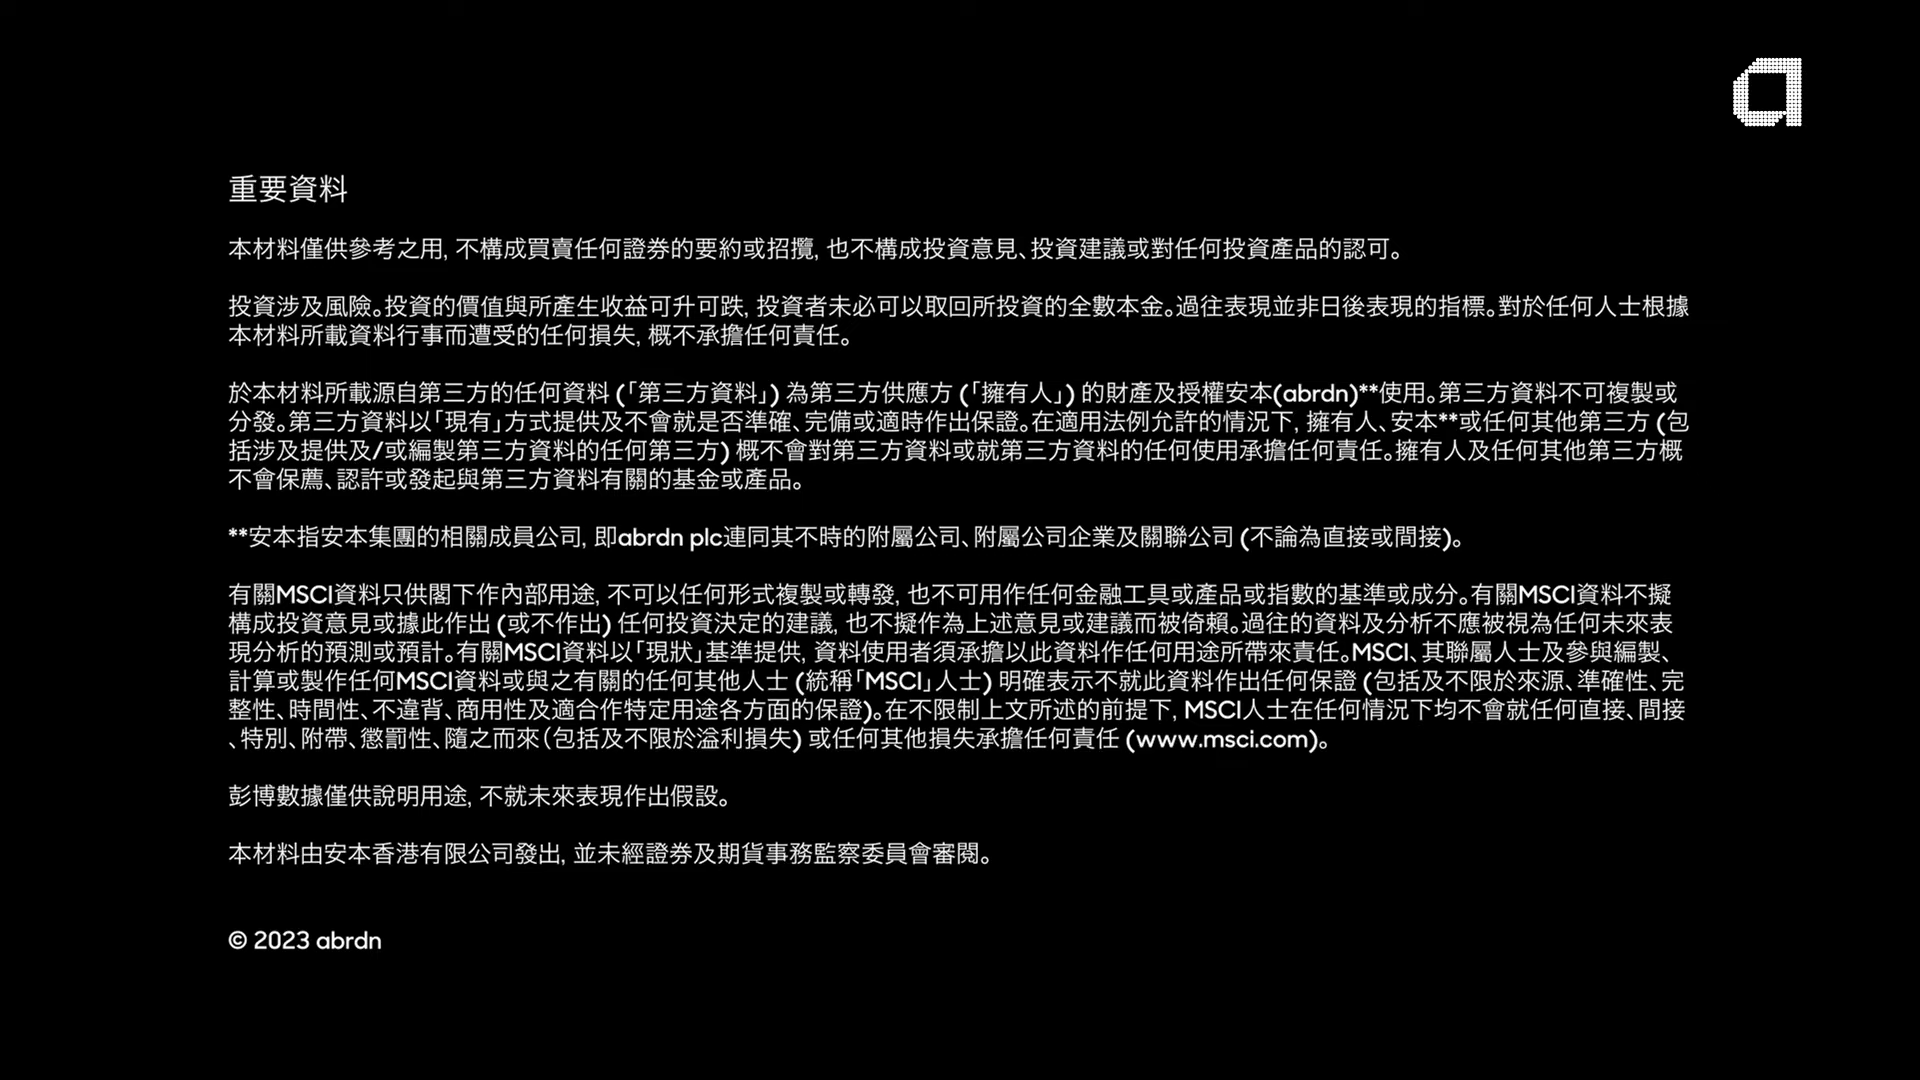 重要資料
本材料僅供參考之用, 不構成買賣任何證券的要約或招攬, 也不構成投資意見、投資建議或對任何投資產品的認可。
投資涉及風險。投資的價值與所產生收益可升可跌, 投資者未必可以取回所投資的全數本金。過往表現並非日後表現的指標。對於任何人士根據
本材料所載資料行事而遭受的任何損失, 概不承擔任何責任。
於本材料所載源自第三方的任何資料 (「第三方資料」) 為第三方供應方 (「擁有人」) 的財產及授權安本(abrdn)**使用。第三方資料不可複製或
分發。第三方資料以「現有」方式提供及不會就是否準確、完備或適時作出保證。在適用法例允許的情況下, 擁有人、安本**或任何其他第三方 (包
括涉及提供及/或編製第三方資料的任何第三方) 概不會對第三方資料或就第三方資料的任何使用承擔任何責任。擁有人及任何其他第三方概
不會保薦、認許或發起與第三方資料有關的基金或產品。
**安本指安本集團的相關成員公司, 即abrdn plc連同其不時的附屬公司、附屬公司企業及關聯公司 (不論為直接或間接)。
有關MSCI資料只供閣下作內部用途, 不可以任何形式複製或轉發, 也不可用作任何金融工具或產品或指數的基準或成分。有關MSCI資料不擬
構成投資意見或據此作出 (或不作出) 任何投資決定的建議, 也不擬作為上述意見或建議而被倚賴。過往的資料及分析不應被視為任何未來表
現分析的預測或預計。有關MSCI資料以「現狀」基準提供, 資料使用者須承擔以此資料作任何用途所帶來責任。MSCI、其聯屬人士及參與編製、
計算或製作任何MSCI資料或與之有關的任何其他人士 (統稱「MSCI」人士) 明確表示不就此資料作出任何保證 (包括及不限於來源、準確性、完
整性、時間性、不違背、商用性及適合作特定用途各方面的保證)。在不限制上文所述的前提下, MSCI人士在任何情況下均不會就任何直接、間接
、特別、附帶、懲罰性、隨之而來(包括及不限於溢利損失) 或任何其他損失承擔任何責任 (www.msci.com)。
彭博數據僅供說明用途, 不就未來表現作出假設。
本材料由安本香港有限公司發出, 並未經證券及期貨事務監察委員會審閱。
© 2023 abrdn